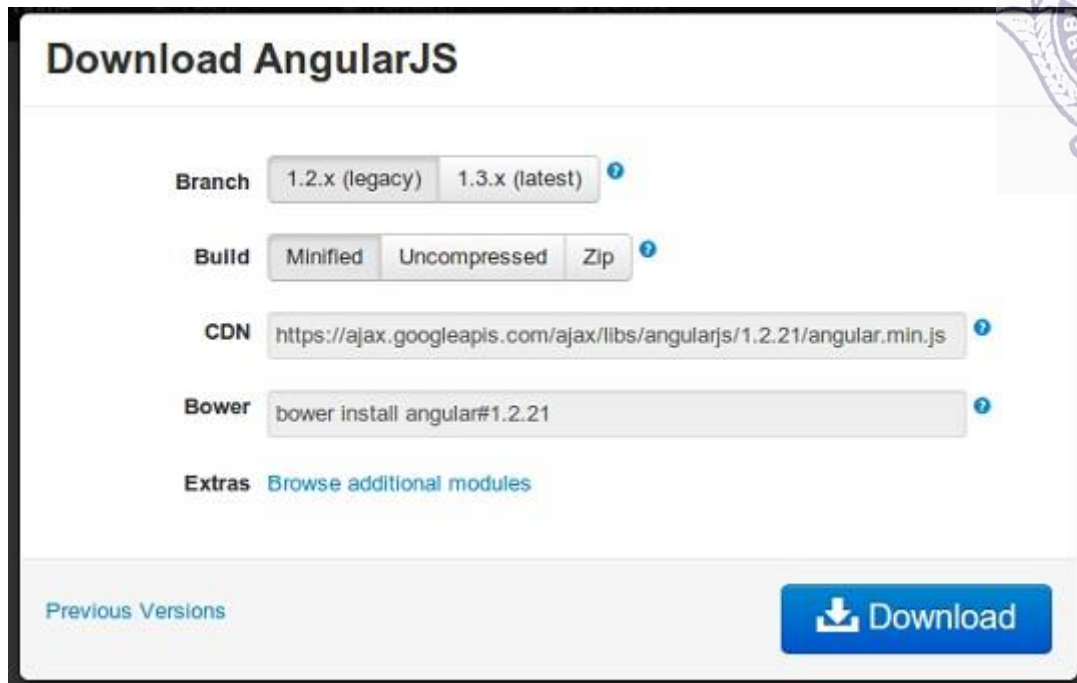 Download AngularJS
Branch 1.2.x (legacy) 1.3.x (latest)
Build Minified Uncompressed Zip
CDN https://ajax.googleapis.com/ajax/libs/angularjs/1.2.21/angular.min.js
Bower bower install angular#1.2.21
Extras Browse additional modules
Previous Versions Download